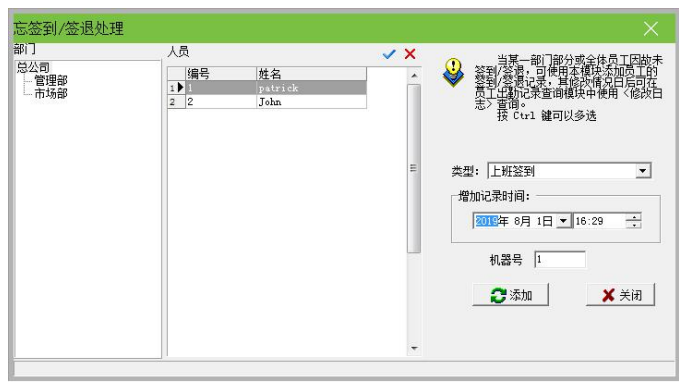 忘签到/签退处理
部门
总公司
管理部
市场部
人员
编号 姓名
1 1 patrick
2 2 John
当某一部门部分或全体员工因故未
签到/签退，可使用本模块添加员工的
签到/签退记录，其修改情况日后可在
员工出勤记录查询模块中使用〈修改日
志〉查询。
按 Ctrl 键可以多选
类型： 上班签到
增加记录时间：
2019年 8月 1日 16:29
机器号 1
添加 关闭